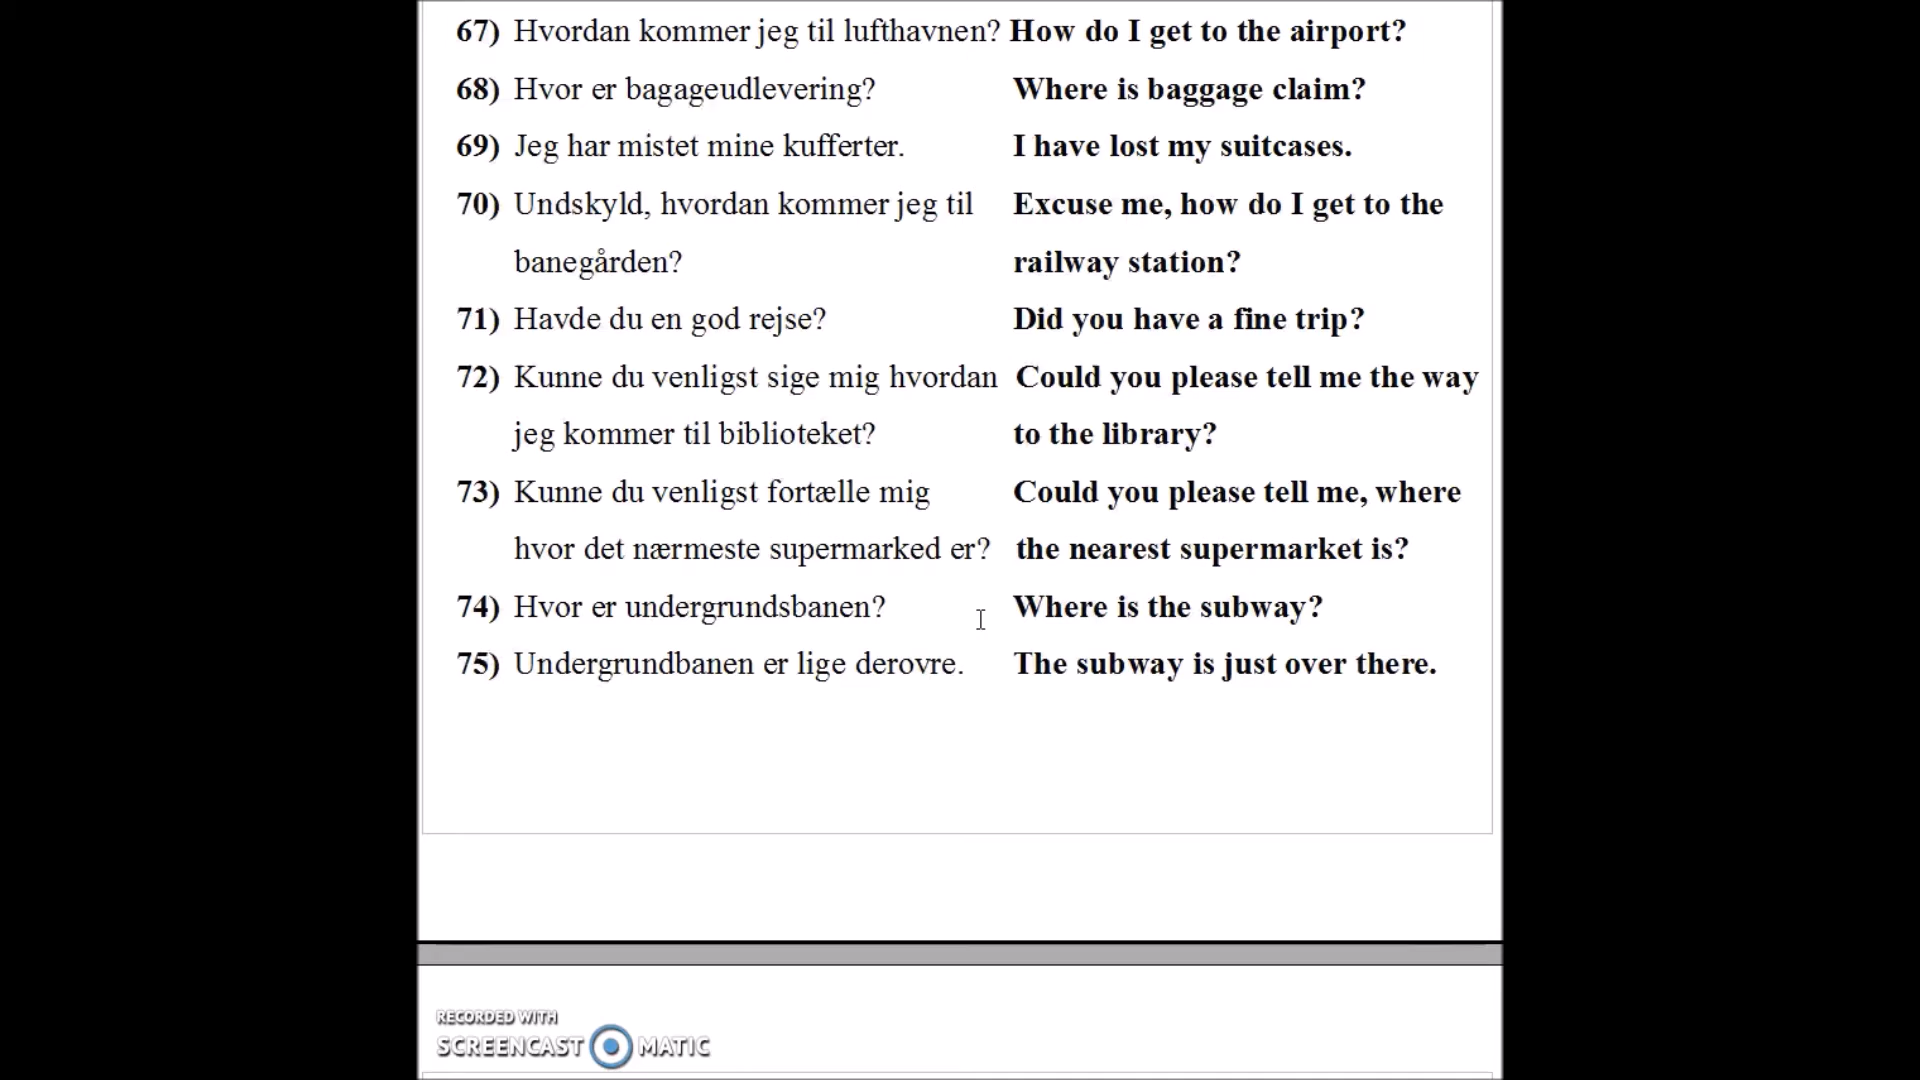 67) Hvordan kommer jeg til lufthavnen? How do I get to the airport?
68) Hvor er bagageudlevering? Where is baggage claim?
69) Jeg har mistet mine kufferter. I have lost my suitcases.
70) Undskyld, hvordan kommer jeg til Excuse me, how do I get to the
banegården? railway station?
71) Havde du en god rejse? Did you have a fine trip?
72) Kunne du venligst sige mig hvordan Could you please tell me the way
jeg kommer til biblioteket? to the library?
73) Kunne du venligst fortælle mig Could you please tell me, where
hvor det nærmeste supermarked er? the nearest supermarket is?
74) Hvor er undergrundsbanen? Where is the subway?
75) Undergrundbanen er lige derovre. The subway is just over there.
RECORDED WITH
SCREENCAST MATIC